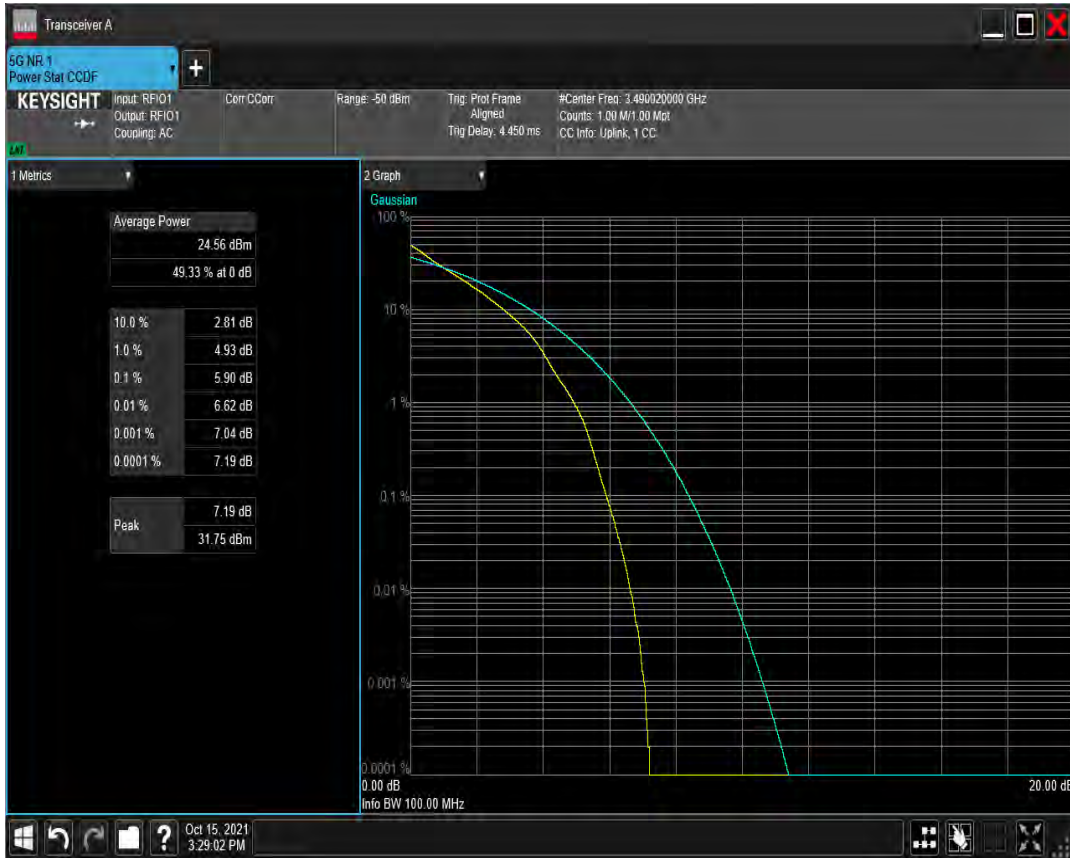 Transceiver A
5G NR 1
Power Stat CCDF
+
KEYSIGHT
Input: RFIO1
Output: RFIO1
Coupling: AC
Corr CCorr
Range: -50 dBm
Trig: Prot Frame
Aligned
Trig Delay: 4.450 ms
#Center Freq: 3.490020000 GHz
Counts: 1.00 M/1.00 Mpt
CC Info: Uplink, 1 CC
1 Metrics
Average Power
24.56 dBm
49.33 % at 0 dB
10.0 % 2.81 dB
1.0 % 4.93 dB
0.1 % 5.90 dB
0.01 % 6.62 dB
0.001 % 7.04 dB
0.0001 % 7.19 dB
Peak 7.19 dB
31.75 dBm
2 Graph
Gaussian
100 %
10 %
1 %
0.1 %
0.01 %
0.001 %
0.0001 %
0.00 dB 20.00 dB
Info BW 100.00 MHz
? Oct 15, 2021
3:29:02 PM